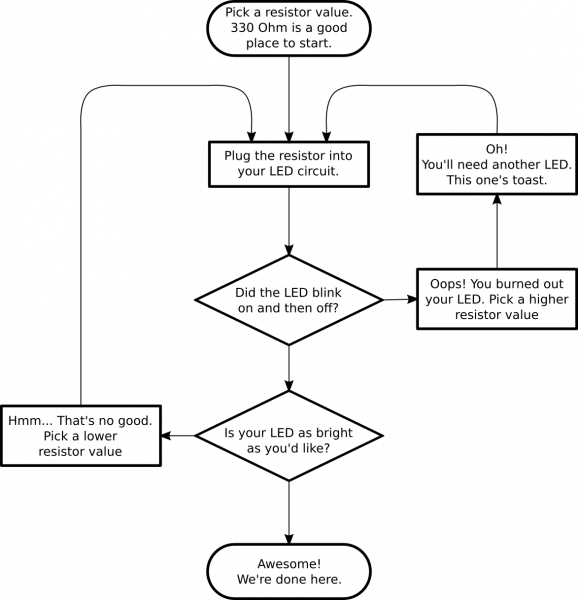 Pick a resistor value.
330 Ohm is a good
place to start.
Plug the resistor into
your LED circuit.
Oh!
You'll need another LED.
This one's toast.
Did the LED blink
on and then off?
Oops! You burned out
your LED. Pick a higher
resistor value
Hmm... That's no good.
Pick a lower
resistor value
Is your LED as bright
as you'd like?
Awesome!
We're done here.